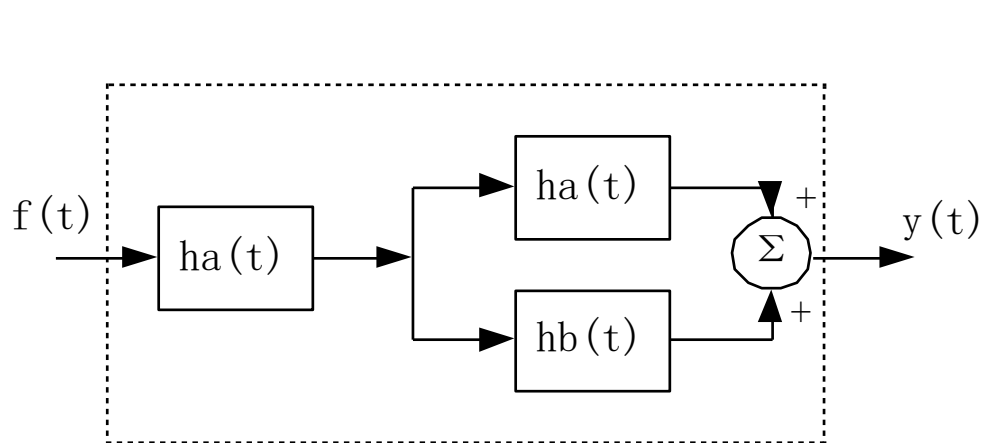 f(t)
ha(t)
ha(t)
hb(t)
+
Σ
+
y(t)